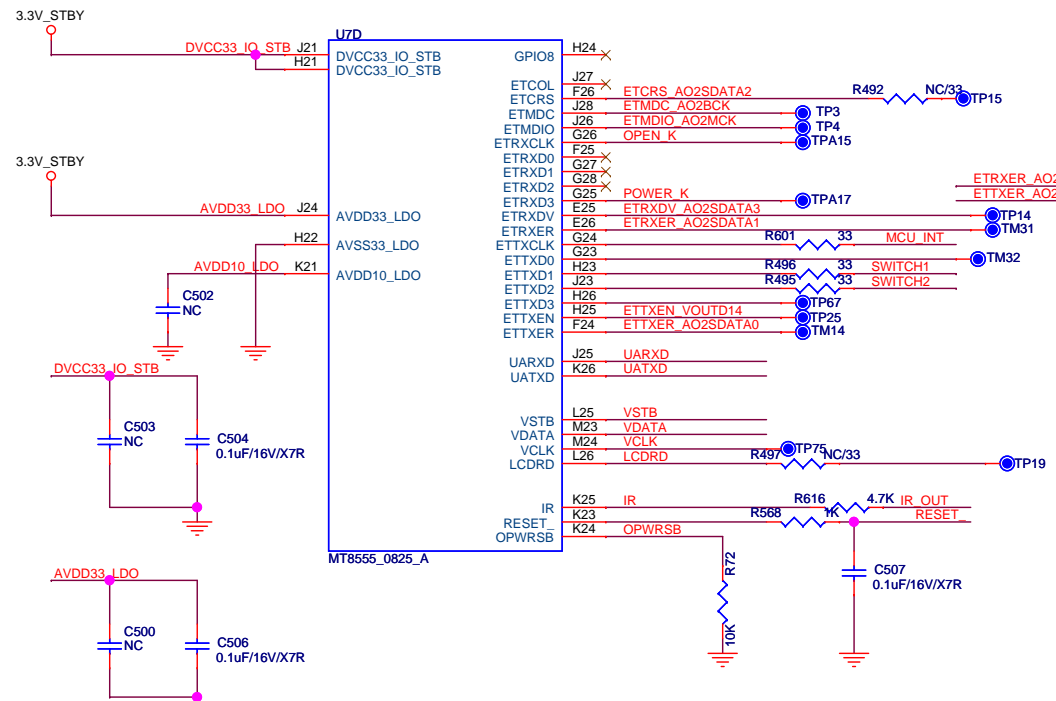 3.3V_STBY
DVCC33_IO_STB J21
H21
U7D
DVCC33_IO_STB
DVCC33_IO_STB
GPIO8 H24
ETCOL J27
ETCRS F26 ETCRS_AO2SDATA2 R492 NC/33 TP15
ETMDC J28 ETMDC_AO2BCK TP3
ETMDIO J26 ETMDIO_AO2MCK TP4
ETRXCLK G26 OPEN_K TPA15
ETRXD0 F25
ETRXD1 G27
ETRXD2 G28
ETRXD3 G25 POWER_K TPA17
ETRXDV E25 ETRXDV_AO2SDATA3 TP14
ETRXER E26 ETRXER_AO2SDATA1 TM31
ETTXCLK G24 R601 33 MCU_INT
ETTXD0 G23 TM32
ETTXD1 H23 R496 33 SWITCH1
ETTXD2 J23 R495 33 SWITCH2
ETTXD3 H26 TP67
ETTXEN H25 ETTXEN_VOUTD14 TP25
ETTXER F24 ETTXER_AO2SDATA0 TM14
ETRXER_AO2
ETTXER_AO2
3.3V_STBY
AVDD33_LDO J24 AVDD33_LDO
H22 AVSS33_LDO
AVDD10_LDO K21 AVDD10_LDO
C502
NC
UARXD J25 UARXD
UATXD K26 UATXD
VSTB L25 VSTB
VDATA M23 VDATA
VCLK M24 VCLK TP75
LCDRD L26 LCDRD R497 NC/33 TP19
IR K25 IR R616 4.7K IR_OUT
RESET_ K23 R568 1K RESET_
OPWRSB K24 OPWRSB
MT8555_0825_A
R72
10K
C507
0.1uF/16V/X7R
DVCC33_IO_STB
C503
NC
C504
0.1uF/16V/X7R
AVDD33_LDO
C500
NC
C506
0.1uF/16V/X7R